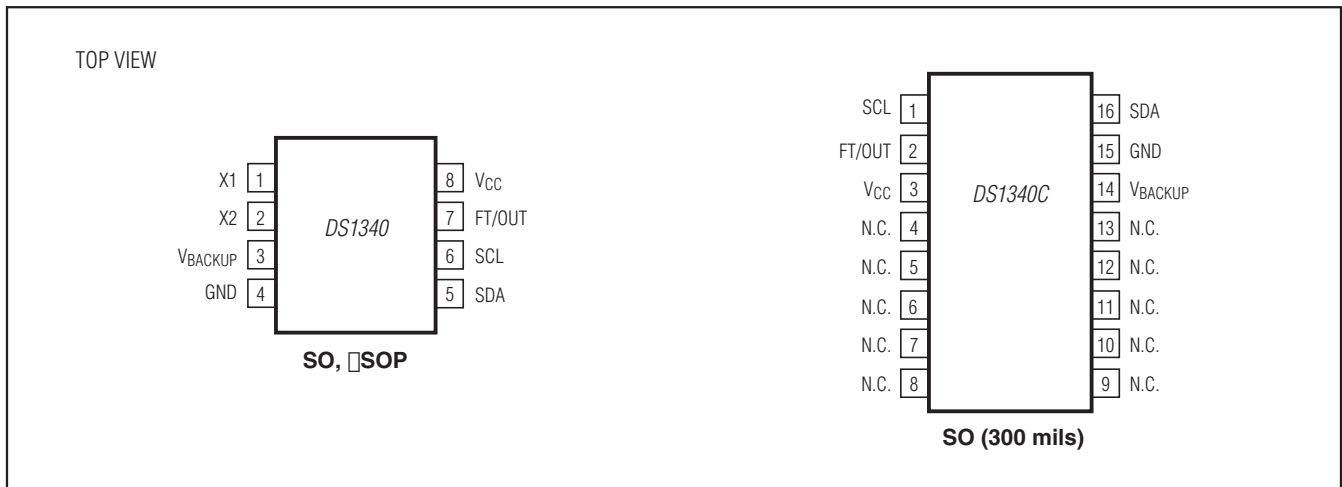 TOP VIEW
X1 1
X2 2
VBACKUP 3
GND 4
DS1340
8 VCC
7 FT/OUT
6 SCL
5 SDA
SO, □SOP
SCL 1
FT/OUT 2
VCC 3
N.C. 4
N.C. 5
N.C. 6
N.C. 7
N.C. 8
DS1340C
16 SDA
15 GND
14 VBACKUP
13 N.C.
12 N.C.
11 N.C.
10 N.C.
9 N.C.
SO (300 mils)